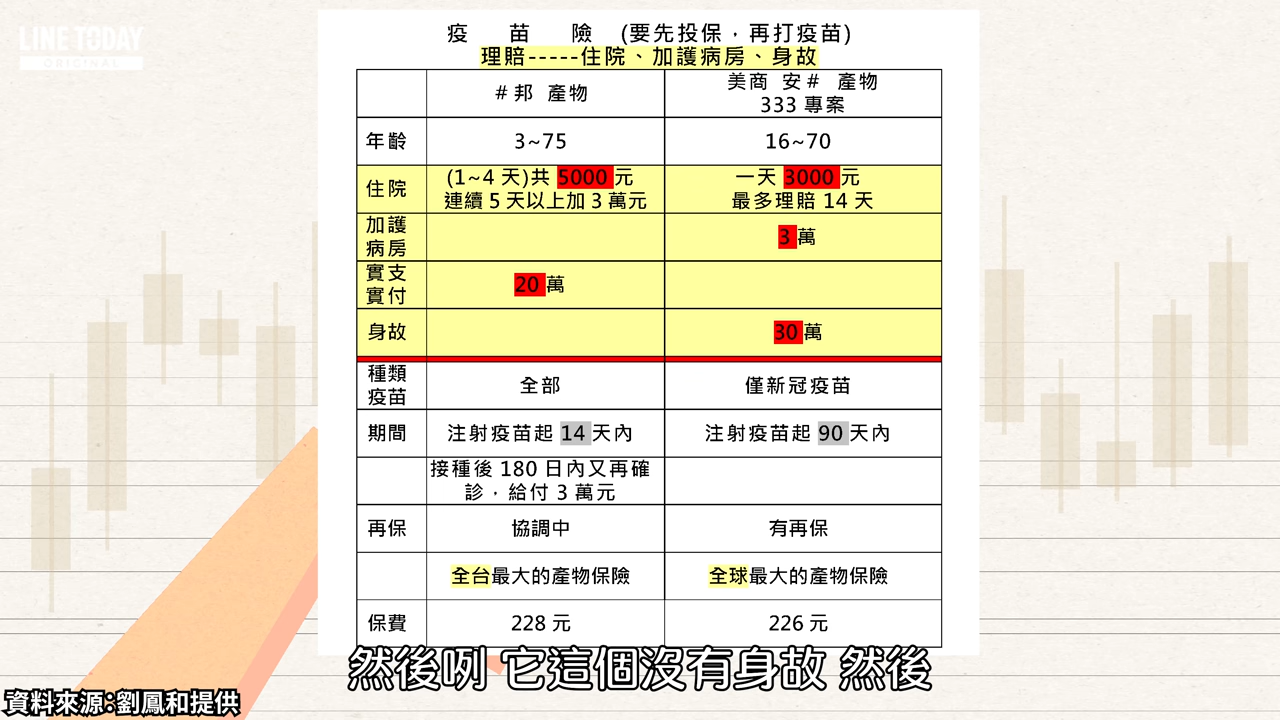 LINE TODAY
ORIGINAL
疫 苗 險 (要先投保，再打疫苗)
理賠-----住院、加護病房、身故
#邦 產物
美商 安# 產物
333 專案
年齡
3~75
16~70
住院
(1~4 天)共 5000 元
連續 5 天以上加 3 萬元
一天 3000 元
最多理賠 14 天
加護
病房
3 萬
實支
實付
20 萬
身故
30 萬
種類
疫苗
全部
僅新冠疫苗
期間
注射疫苗起 14 天內
注射疫苗起 90 天內
接種後 180 日內又再確
診，給付 3 萬元
再保
協調中
有再保
全台最大的產物保險
全球最大的產物保險
保費
228 元
226 元
然後咧 它這個沒有身故 然後
資料來源:劉鳳和提供